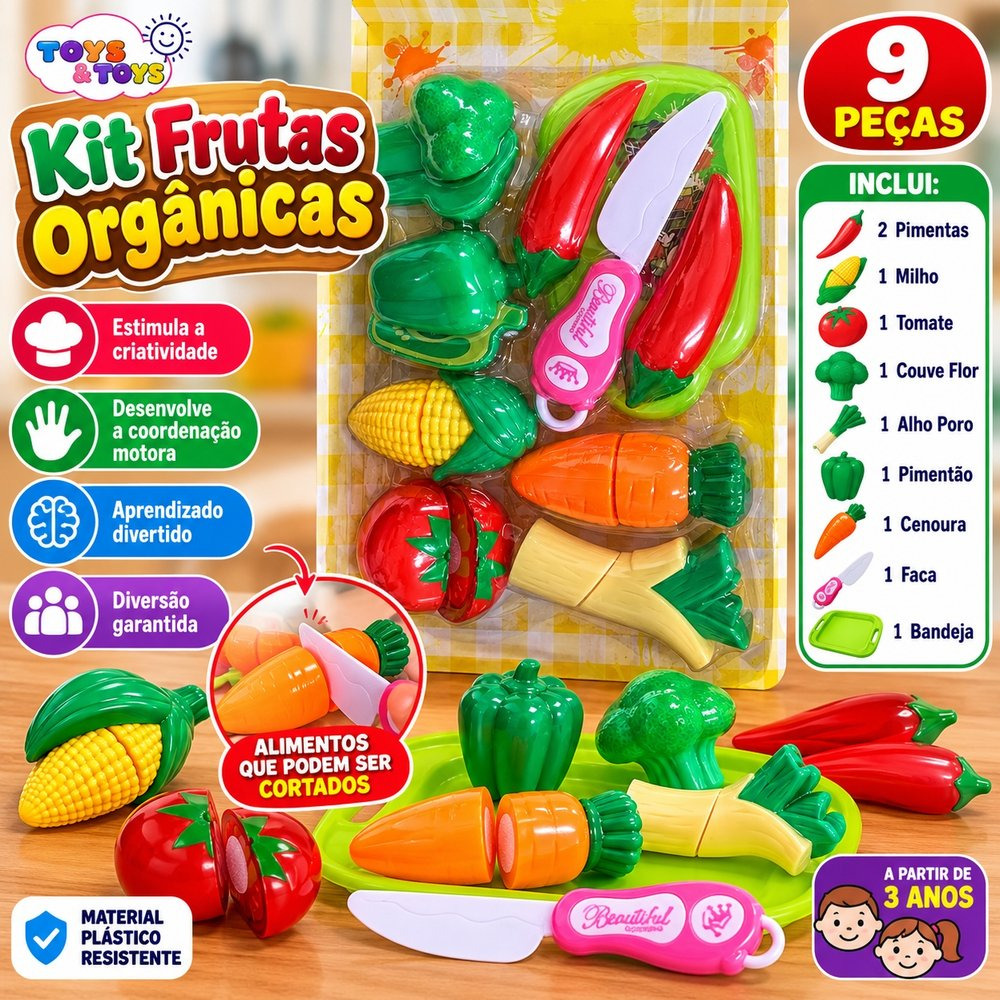 TOYS
& TOYS
Kit Frutas
Orgânicas
Estimula a
criatividade
Desenvolve
a coordenação
motora
Aprendizado
divertido
Diversão
garantida
9
PEÇAS
INCLUI:
2 Pimentas
1 Milho
1 Tomate
1 Couve Flor
1 Alho Poro
1 Pimentão
1 Cenoura
1 Faca
1 Bandeja
Beautiful
ALIMENTOS
QUE PODEM SER
CORTADOS
Beautiful
MATERIAL
PLÁSTICO
RESISTENTE
A PARTIR DE
3 ANOS